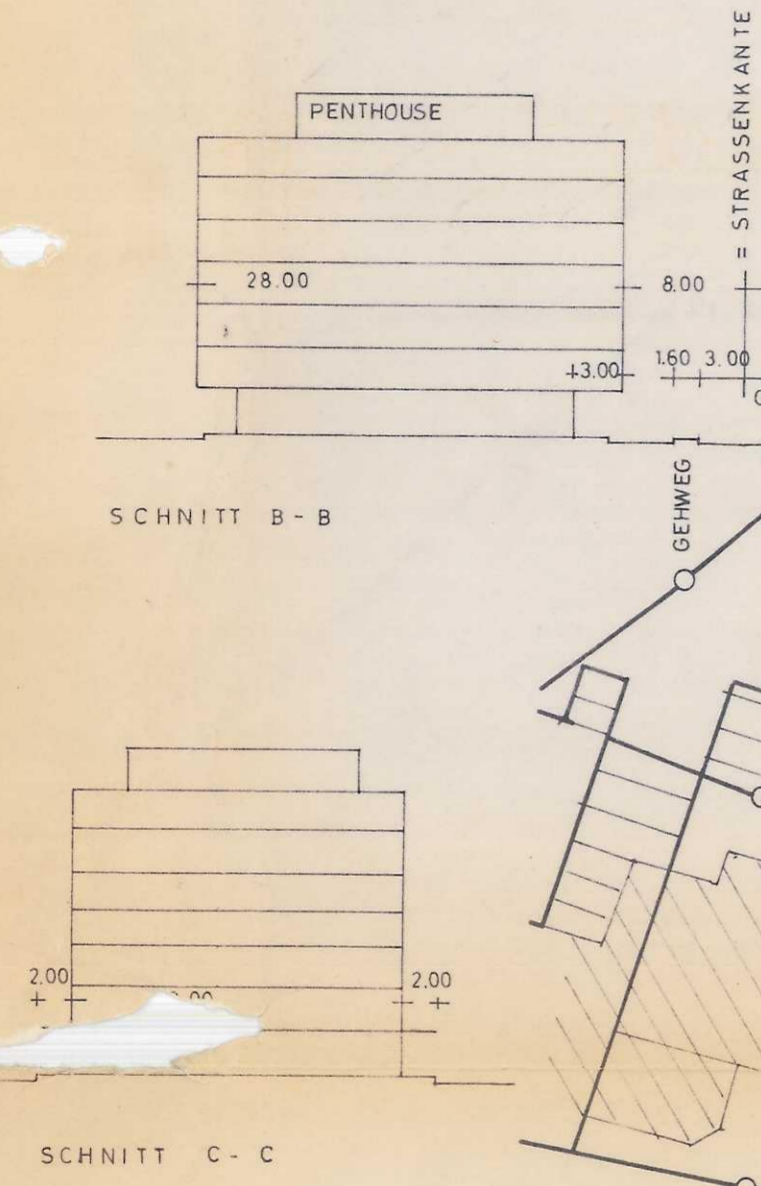 PENTHOUSE
= STRASSENKANTE
28.00
8.00
+3.00
1.60 3.00
SCHNITT B - B
GEHWEG
2.00
2.00
SCHNITT C - C